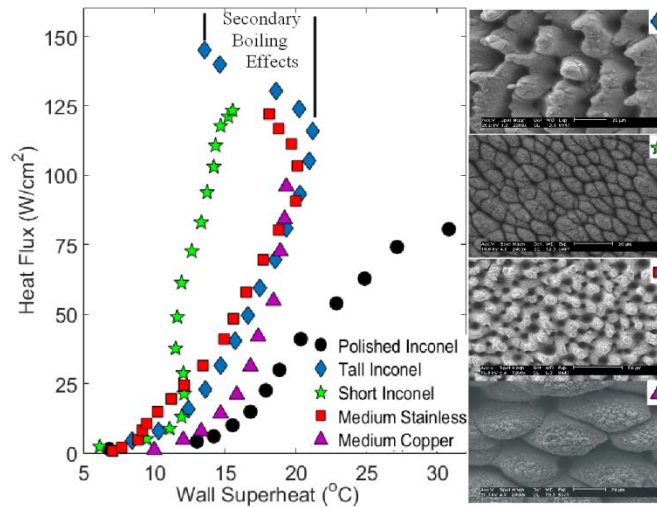 Secondary
Boiling
Effects
150
125
100
75
50
25
0
Heat Flux (W/cm²)
Polished Inconel
Tall Inconel
Short Inconel
Medium Stainless
Medium Copper
5 10 15 20 25 30
Wall Superheat (°C)